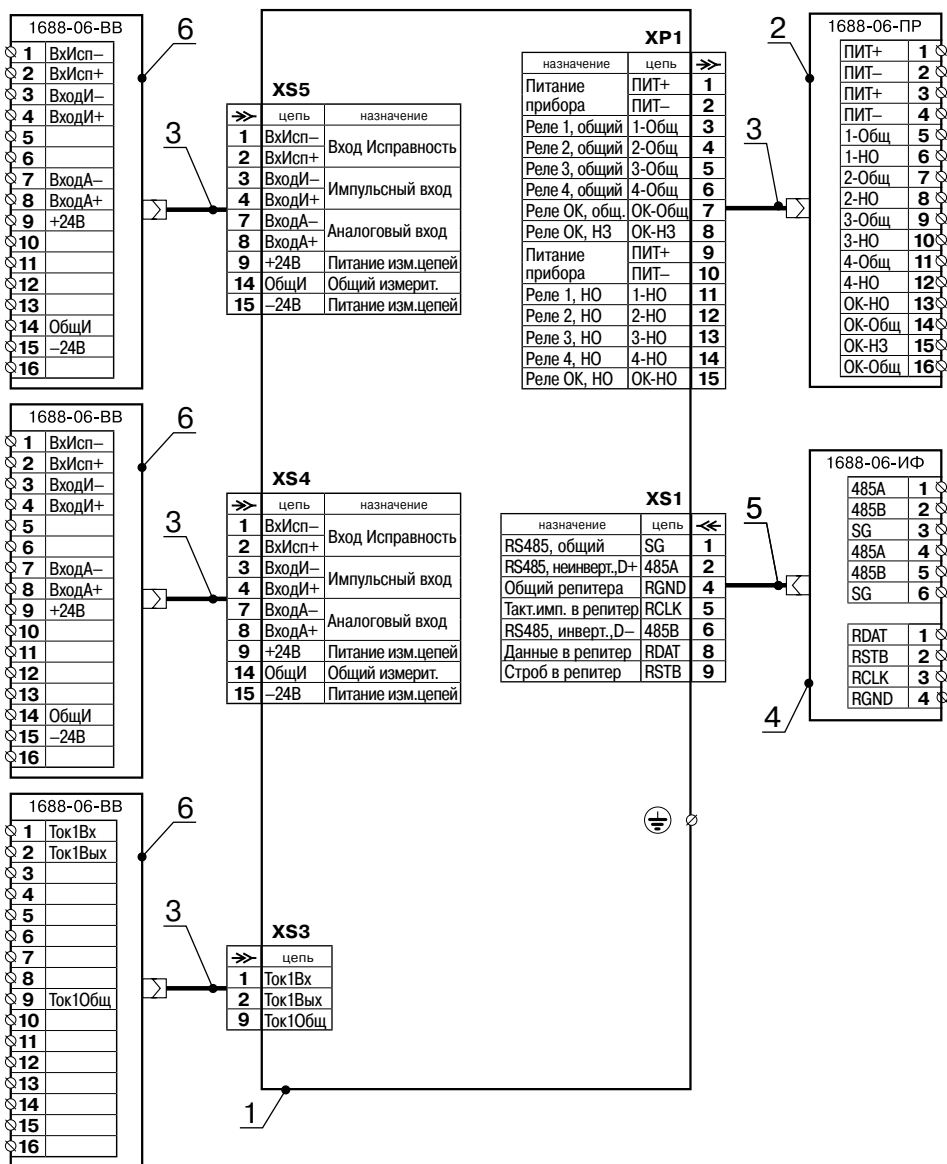 1688-06-ВВ
1 ВхИсп–
2 ВхИсп+
3 ВходИ–
4 ВходИ+
5
6
7 ВходА–
8 ВходА+
9 +24В
10
11
12
13
14 ОбщИ
15 –24В
16
6
3
XS5
цепь назначение
1 ВхИсп– Вход Исправность
2 ВхИсп+
3 ВходИ– Импульсный вход
4 ВходИ+
7 ВходА– Аналоговый вход
8 ВходА+
9 +24В Питание изм.цепей
14 ОбщИ Общий измерит.
15 –24В Питание изм.цепей
XP1
назначение цепь
Питание прибора ПИТ+ 1
ПИТ– 2
Реле 1, общий 1-Общ 3
Реле 2, общий 2-Общ 4
Реле 3, общий 3-Общ 5
Реле 4, общий 4-Общ 6
Реле ОК, общ. ОК-Общ 7
Реле ОК, НЗ ОК-НЗ 8
Питание прибора ПИТ+ 9
ПИТ– 10
Реле 1, НО 1-НО 11
Реле 2, НО 2-НО 12
Реле 3, НО 3-НО 13
Реле 4, НО 4-НО 14
Реле ОК, НО ОК-НО 15
2
3
1688-06-ПР
ПИТ+ 1
ПИТ– 2
ПИТ+ 3
ПИТ– 4
1-Общ 5
1-НО 6
2-Общ 7
2-НО 8
3-Общ 9
3-НО 10
4-Общ 11
4-НО 12
ОК-НО 13
ОК-Общ 14
ОК-НЗ 15
ОК-Общ 16
1688-06-ВВ
1 ВхИсп–
2 ВхИсп+
3 ВходИ–
4 ВходИ+
5
6
7 ВходА–
8 ВходА+
9 +24В
10
11
12
13
14 ОбщИ
15 –24В
16
6
3
XS4
цепь назначение
1 ВхИсп– Вход Исправность
2 ВхИсп+
3 ВходИ– Импульсный вход
4 ВходИ+
7 ВходА– Аналоговый вход
8 ВходА+
9 +24В Питание изм.цепей
14 ОбщИ Общий измерит.
15 –24В Питание изм.цепей
XS1
назначение цепь
RS485, общий SG 1
RS485, неинверт.,D+ 485A 2
Общий репитера RGND 4
Такт.имп. в репитер RCLK 5
RS485, инверт.,D– 485B 6
Данные в репитер RDAT 8
Строб в репитер RSTB 9
5
4
1688-06-ИФ
485A 1
485B 2
SG 3
485A 4
485B 5
SG 6
RDAT 1
RSTB 2
RCLK 3
RGND 4
1688-06-ВВ
1 Ток1Вх
2 Ток1Вых
3
4
5
6
7
8
9 Ток1Общ
10
11
12
13
14
15
16
6
3
XS3
цепь
1 Ток1Вх
2 Ток1Вых
9 Ток1Общ
1